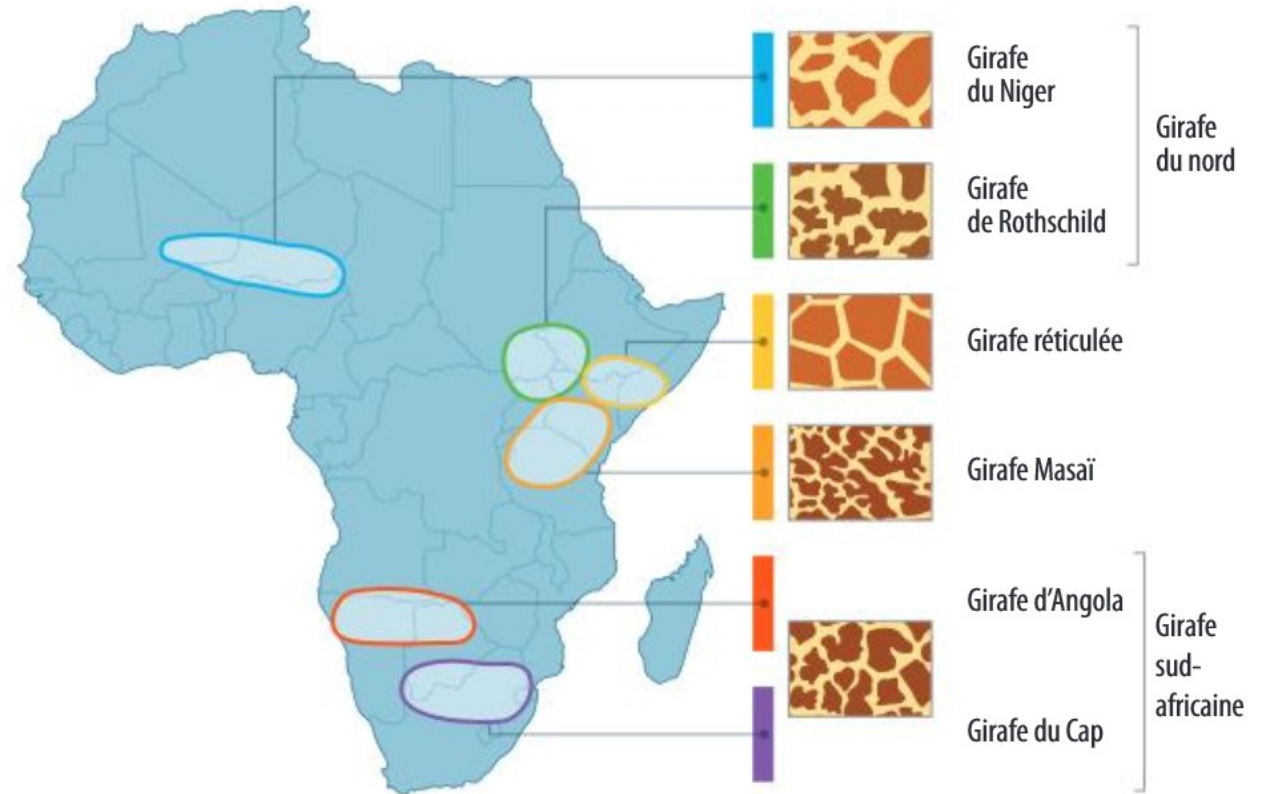 Girafe
du Niger
Girafe
du nord
Girafe
de Rothschild
Girafe réticulée
Girafe Masaï
Girafe d’Angola
Girafe
sud-
africaine
Girafe du Cap